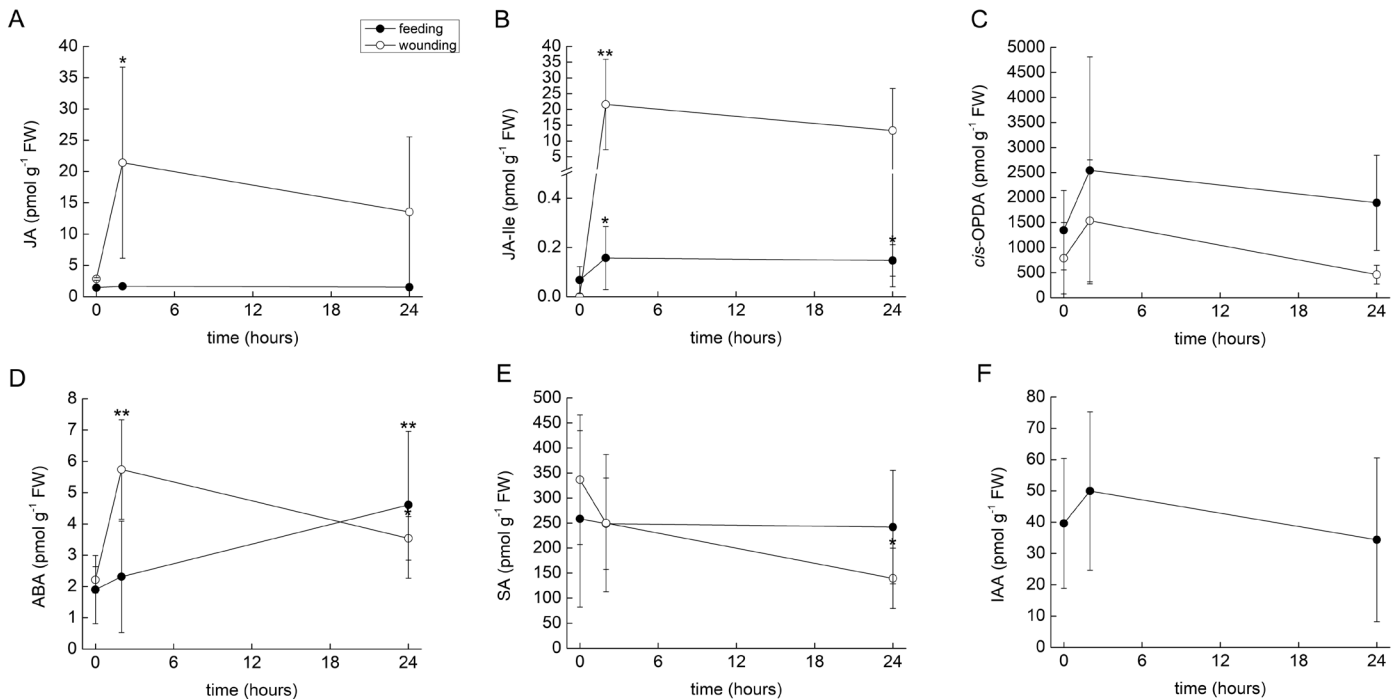 A
feeding
wounding
40
35
30
25
20
15
10
5
0
JA (pmol g⁻¹ FW)
*
0 6 12 18 24
time (hours)
B
40
35
30
25
20
15
10
5
0.4
0.2
0.0
JA-Ile (pmol g⁻¹ FW)
**
*
*
0 6 12 18 24
time (hours)
C
5000
4500
4000
3500
3000
2500
2000
1500
1000
500
0
cis-OPDA (pmol g⁻¹ FW)
0 6 12 18 24
time (hours)
D
8
7
6
5
4
3
2
1
0
ABA (pmol g⁻¹ FW)
**
**
*
0 6 12 18 24
time (hours)
E
500
450
400
350
300
250
200
150
100
50
0
SA (pmol g⁻¹ FW)
*
0 6 12 18 24
time (hours)
F
80
70
60
50
40
30
20
10
0
IAA (pmol g⁻¹ FW)
0 6 12 18 24
time (hours)